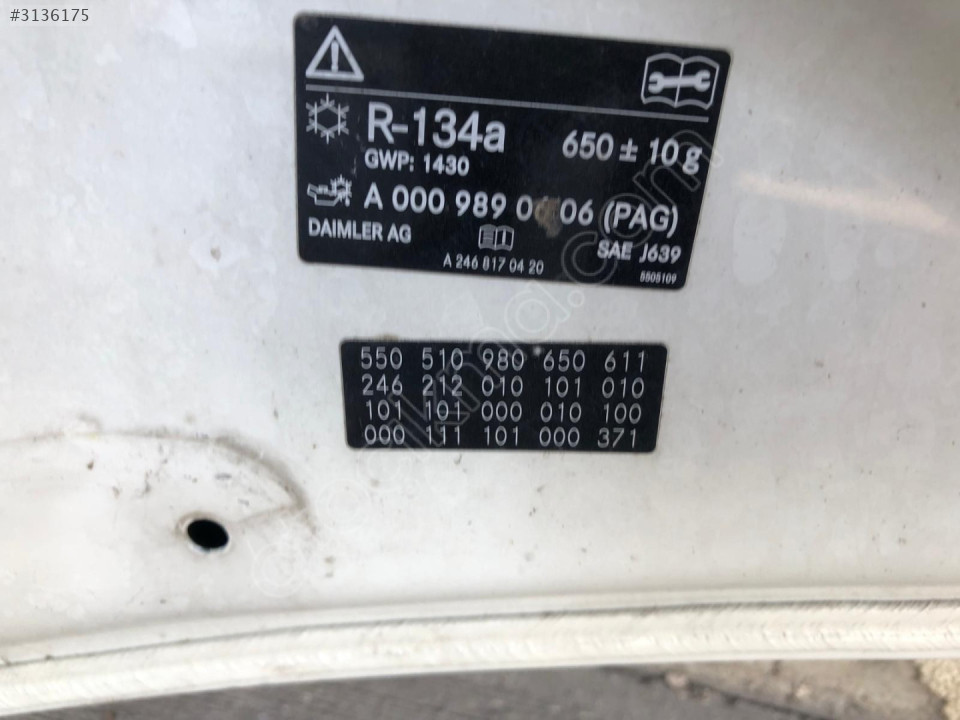 #3136175
R-134a 650 ± 10 g
GWP: 1430
A 000 989 0 06 (PAG)
DAIMLER AG SAE J639
A 246 817 04 20 5505109
550 510 980 650 611
246 212 010 101 010
101 101 000 010 100
000 111 101 000 371